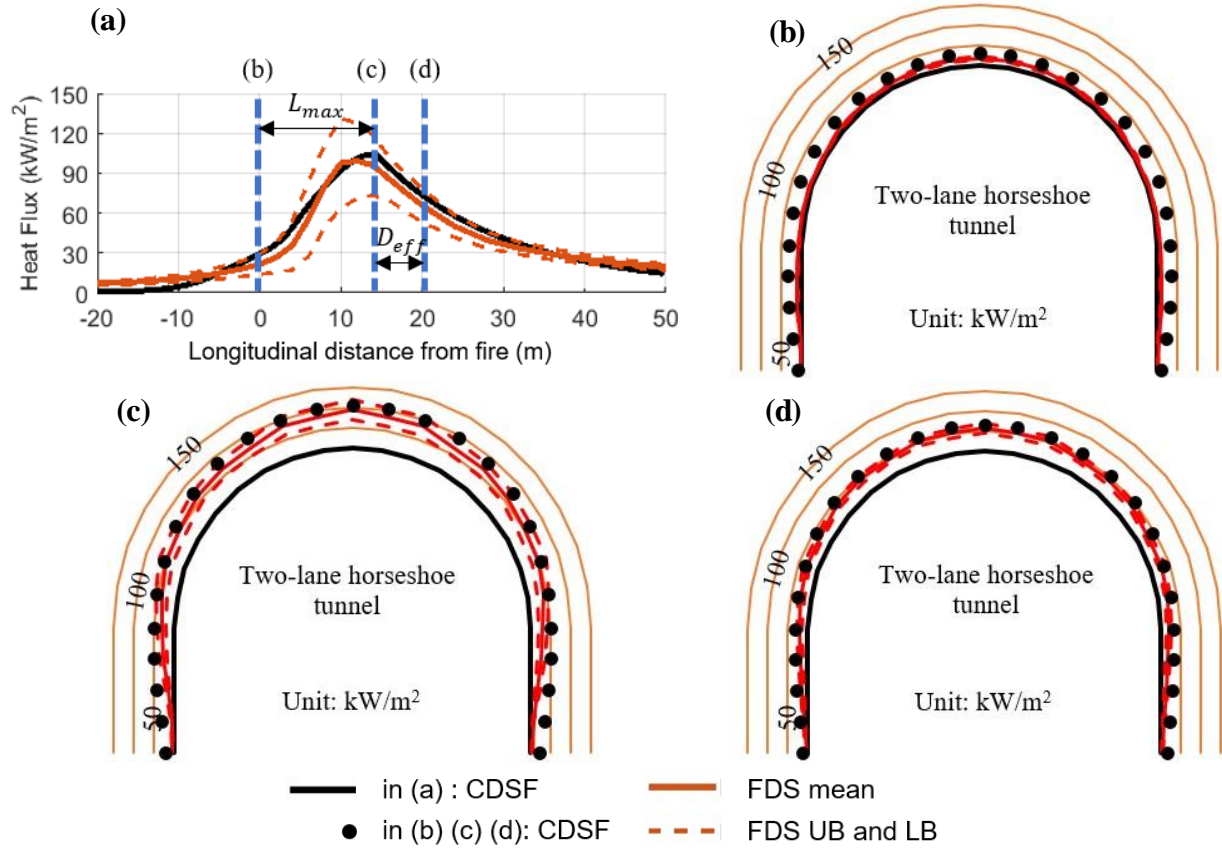 (a)
(b) (c) (d)
150
120
90
60
30
0
Heat Flux (kW/m²)
L_max
D_eff
-20 -10 0 10 20 30 40 50
Longitudinal distance from fire (m)
(b)
150
100
50
Two-lane horseshoe
tunnel
Unit: kW/m²
(c)
150
100
50
Two-lane horseshoe
tunnel
Unit: kW/m²
(d)
150
100
50
Two-lane horseshoe
tunnel
Unit: kW/m²
in (a) : CDSF
FDS mean
in (b) (c) (d): CDSF
FDS UB and LB